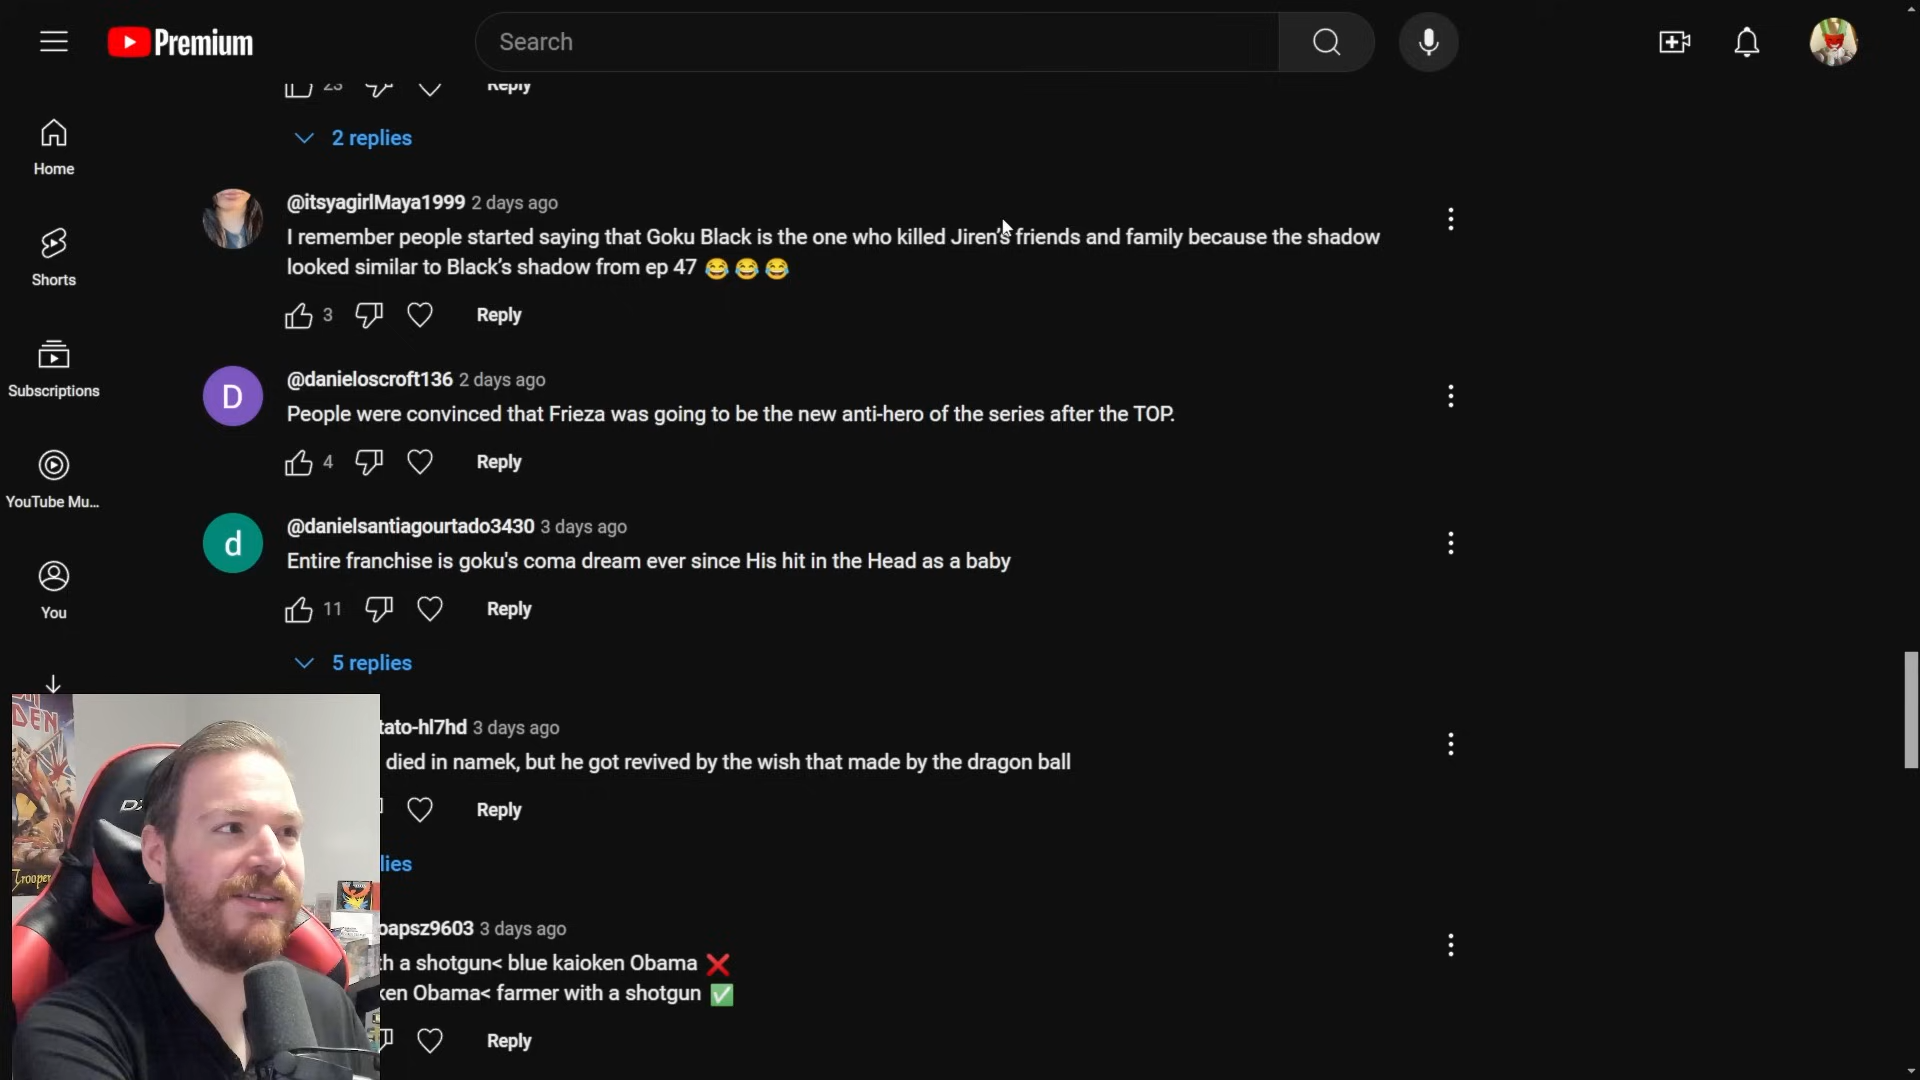 Premium
Search
23 Reply
2 replies
Home
@itsyagirlMaya1999 2 days ago
I remember people started saying that Goku Black is the one who killed Jiren's friends and family because the shadow
looked similar to Black's shadow from ep 47 😂😂😂
Shorts
3 Reply
Subscriptions
D
@danieloscroft136 2 days ago
People were convinced that Frieza was going to be the new anti-hero of the series after the TOP.
4 Reply
YouTube Mu...
d
@danielsantiagourtado3430 3 days ago
Entire franchise is goku's coma dream ever since His hit in the Head as a baby
You
11 Reply
5 replies
DEN
tato-hl7hd 3 days ago
died in namek, but he got revived by the wish that made by the dragon ball
Reply
lies
Trooper
oapsz9603 3 days ago
h a shotgun< blue kaioken Obama ❌
ken Obama< farmer with a shotgun ✅
Reply